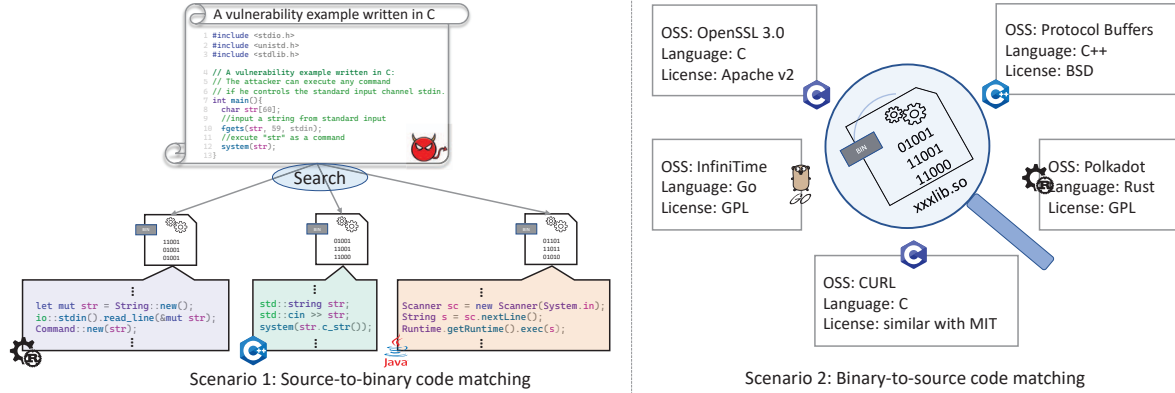 A vulnerability example written in C
1 #include <stdio.h>
2 #include <unistd.h>
3 #include <stdlib.h>
4 // A vulnerability example written in C:
5 // The attacker can execute any command
6 // if he controls the standard input channel stdin.
7 int main(){
8 char str[60];
9 //input a string from standard input
10 fgets(str, 59, stdin);
11 //excute "str" as a command
12 system(str);
13}
Search
BIN
11001
01001
01001
BIN
01001
11001
11000
BIN
01101
11011
01010
let mut str = String::new();
io::stdin().read_line(&mut str);
Command::new(str);
R
std::string str;
std::cin >> str;
system(str.c_str());
C++
Scanner sc = new Scanner(System.in);
String s = sc.nextLine();
Runtime.getRuntime().exec(s);
Java
Scenario 1: Source-to-binary code matching
OSS: OpenSSL 3.0
Language: C
License: Apache v2
C
OSS: Protocol Buffers
Language: C++
License: BSD
C++
BIN
01001
11001
11000
xxxlib.so
OSS: InfiniTime
Language: Go
License: GPL
GO
OSS: Polkadot
Language: Rust
License: GPL
R
C
OSS: CURL
Language: C
License: similar with MIT
Scenario 2: Binary-to-source code matching